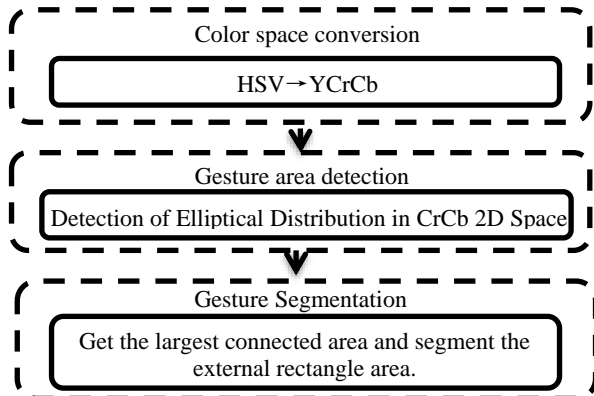 Color space conversion
HSV→YCrCb
Gesture area detection
Detection of Elliptical Distribution in CrCb 2D Space
Gesture Segmentation
Get the largest connected area and segment the
external rectangle area.